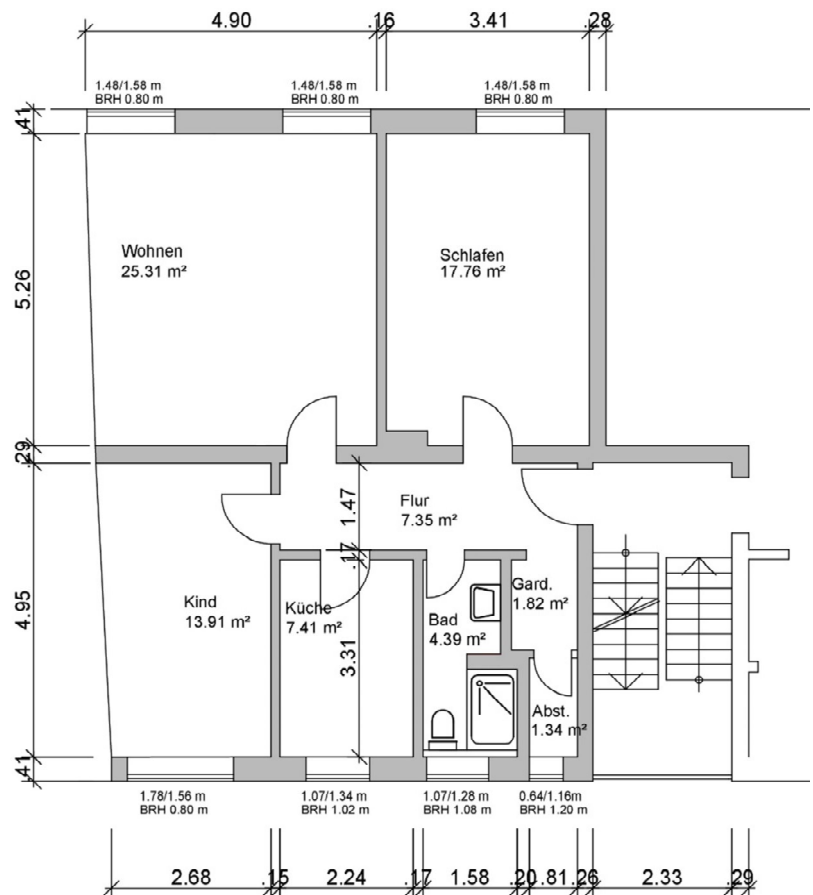 4.90 .16 3.41 .28
1.48/1.58 m
BRH 0.80 m
1.48/1.58 m
BRH 0.80 m
1.48/1.58 m
BRH 0.80 m
.41
5.26
.29
4.95
.41
Wohnen
25.31 m²
Schlafen
17.76 m²
Flur
7.35 m²
1.47
.17
3.31
Kind
13.91 m²
Küche
7.41 m²
Bad
4.39 m²
Gard.
1.82 m²
Abst.
1.34 m²
1.78/1.56 m
BRH 0.80 m
1.07/1.34 m
BRH 1.02 m
1.07/1.28 m
BRH 1.08 m
0.64/1.16m
BRH 1.20 m
2.68 .15 2.24 .17 1.58 .20 .81 .26 2.33 .29